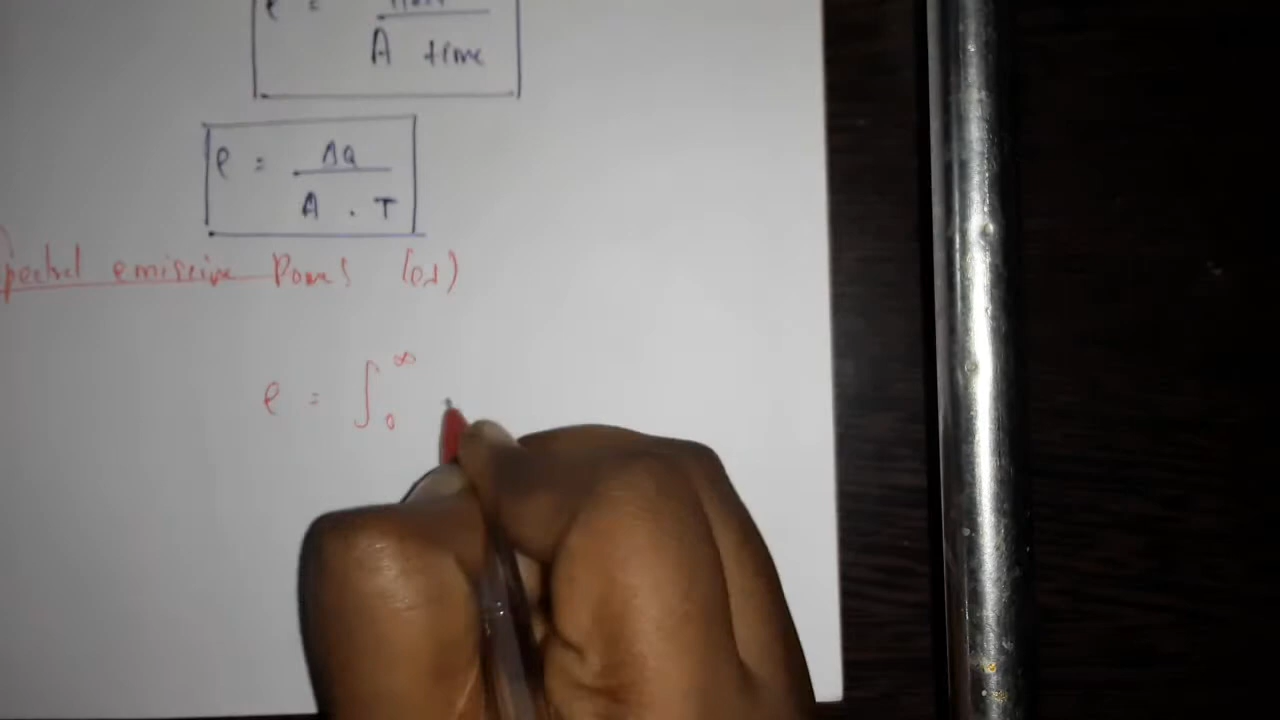 e =
A time
e = ΔQ
A . T
spectral emissive Power (eλ)
e = ∫₀^∞